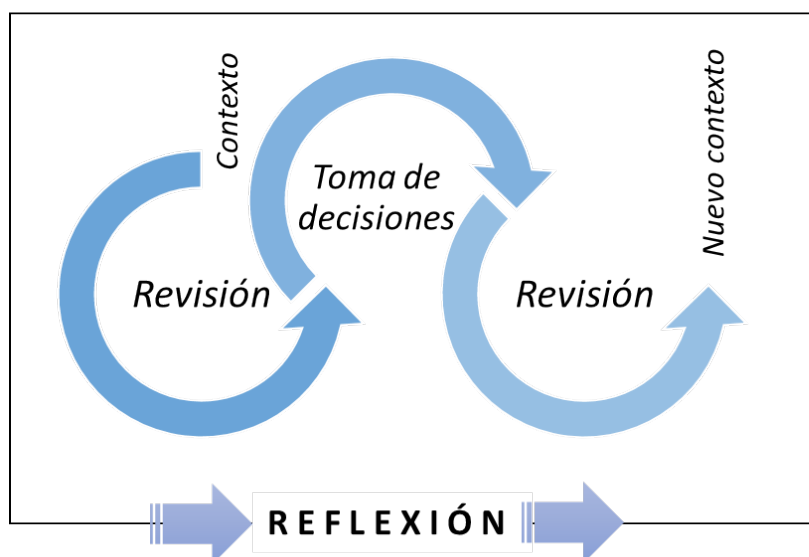 Contexto
Revisión
Toma de
decisiones
Revisión
Nuevo contexto
REFLEXIÓN